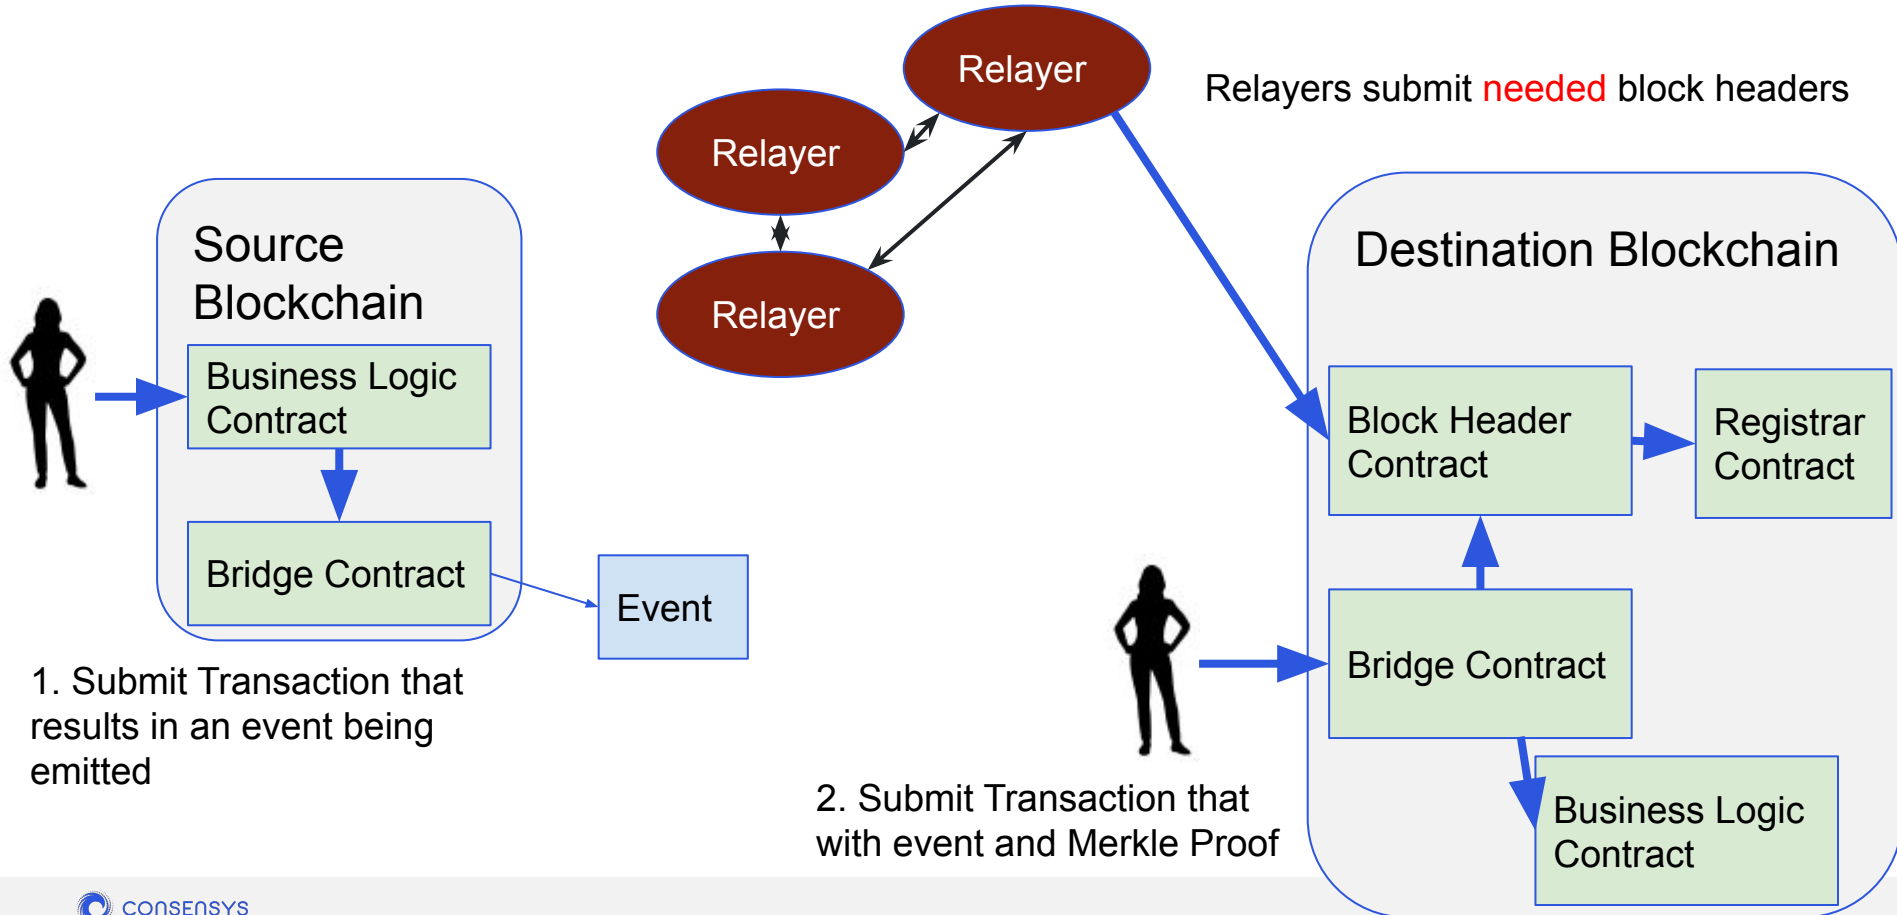 Relayer
Relayer
Relayer
Relayers submit needed block headers
Source
Blockchain
Business Logic
Contract
Bridge Contract
Event
1. Submit Transaction that
results in an event being
emitted
Destination Blockchain
Block Header
Contract
Registrar
Contract
Bridge Contract
Business Logic
Contract
2. Submit Transaction that
with event and Merkle Proof
CONSENSYS